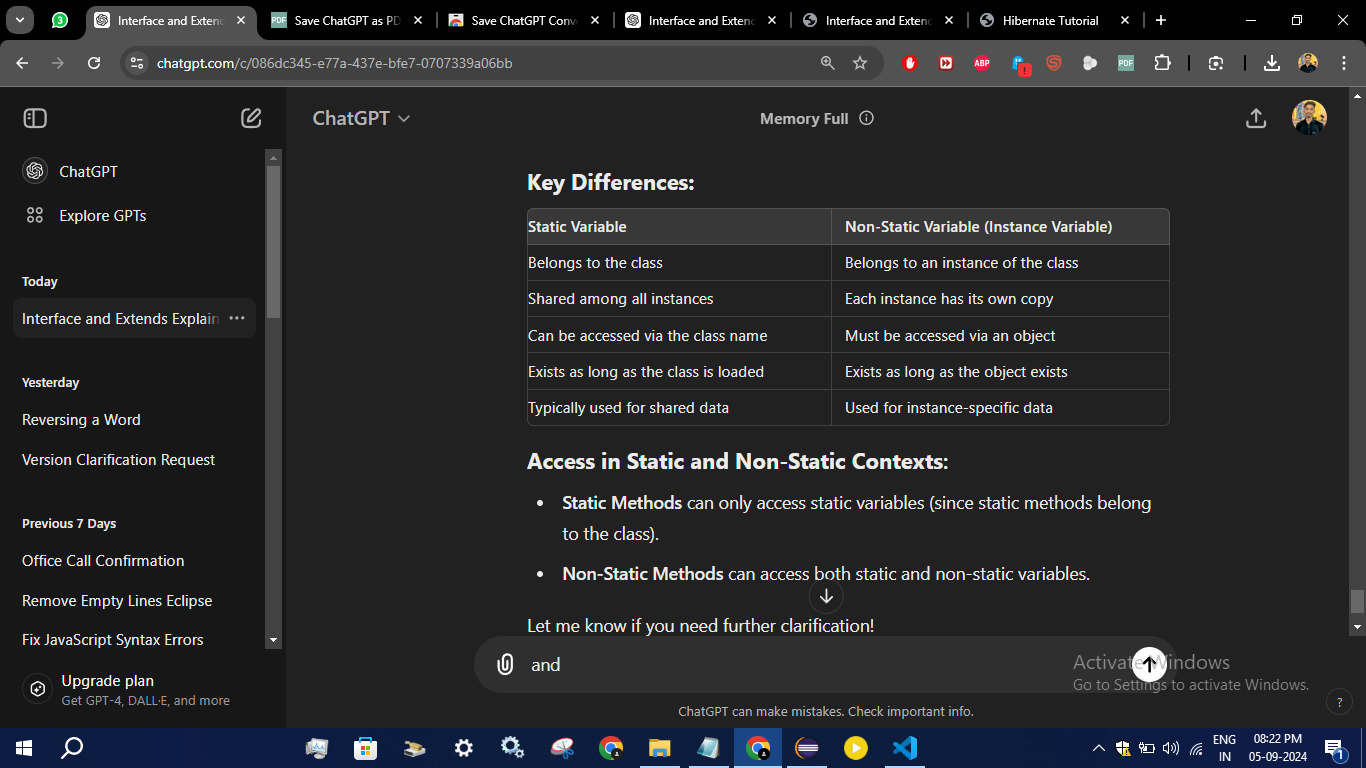 3
Interface and Exten
Save ChatGPT as PD
Save ChatGPT Conv
Interface and Exten
Interface and Exten
Hibernate Tutorial
chatgpt.com/c/086dc345-e77a-437e-bfe7-0707339a06bb
ABP
PDF
ChatGPT
Memory Full
ChatGPT
Explore GPTs
Today
Interface and Extends Explain
Yesterday
Reversing a Word
Version Clarification Request
Previous 7 Days
Office Call Confirmation
Remove Empty Lines Eclipse
Fix JavaScript Syntax Errors
Upgrade plan
Get GPT-4, DALL·E, and more
Key Differences:
Static Variable Non-Static Variable (Instance Variable)
Belongs to the class Belongs to an instance of the class
Shared among all instances Each instance has its own copy
Can be accessed via the class name Must be accessed via an object
Exists as long as the class is loaded Exists as long as the object exists
Typically used for shared data Used for instance-specific data
Access in Static and Non-Static Contexts:
• Static Methods can only access static variables (since static methods belong
to the class).
• Non-Static Methods can access both static and non-static variables.
Let me know if you need further clarification!
and
Activate Windows
Go to Settings to activate Windows.
ChatGPT can make mistakes. Check important info.
?
ENG
IN
08:22 PM
05-09-2024
1